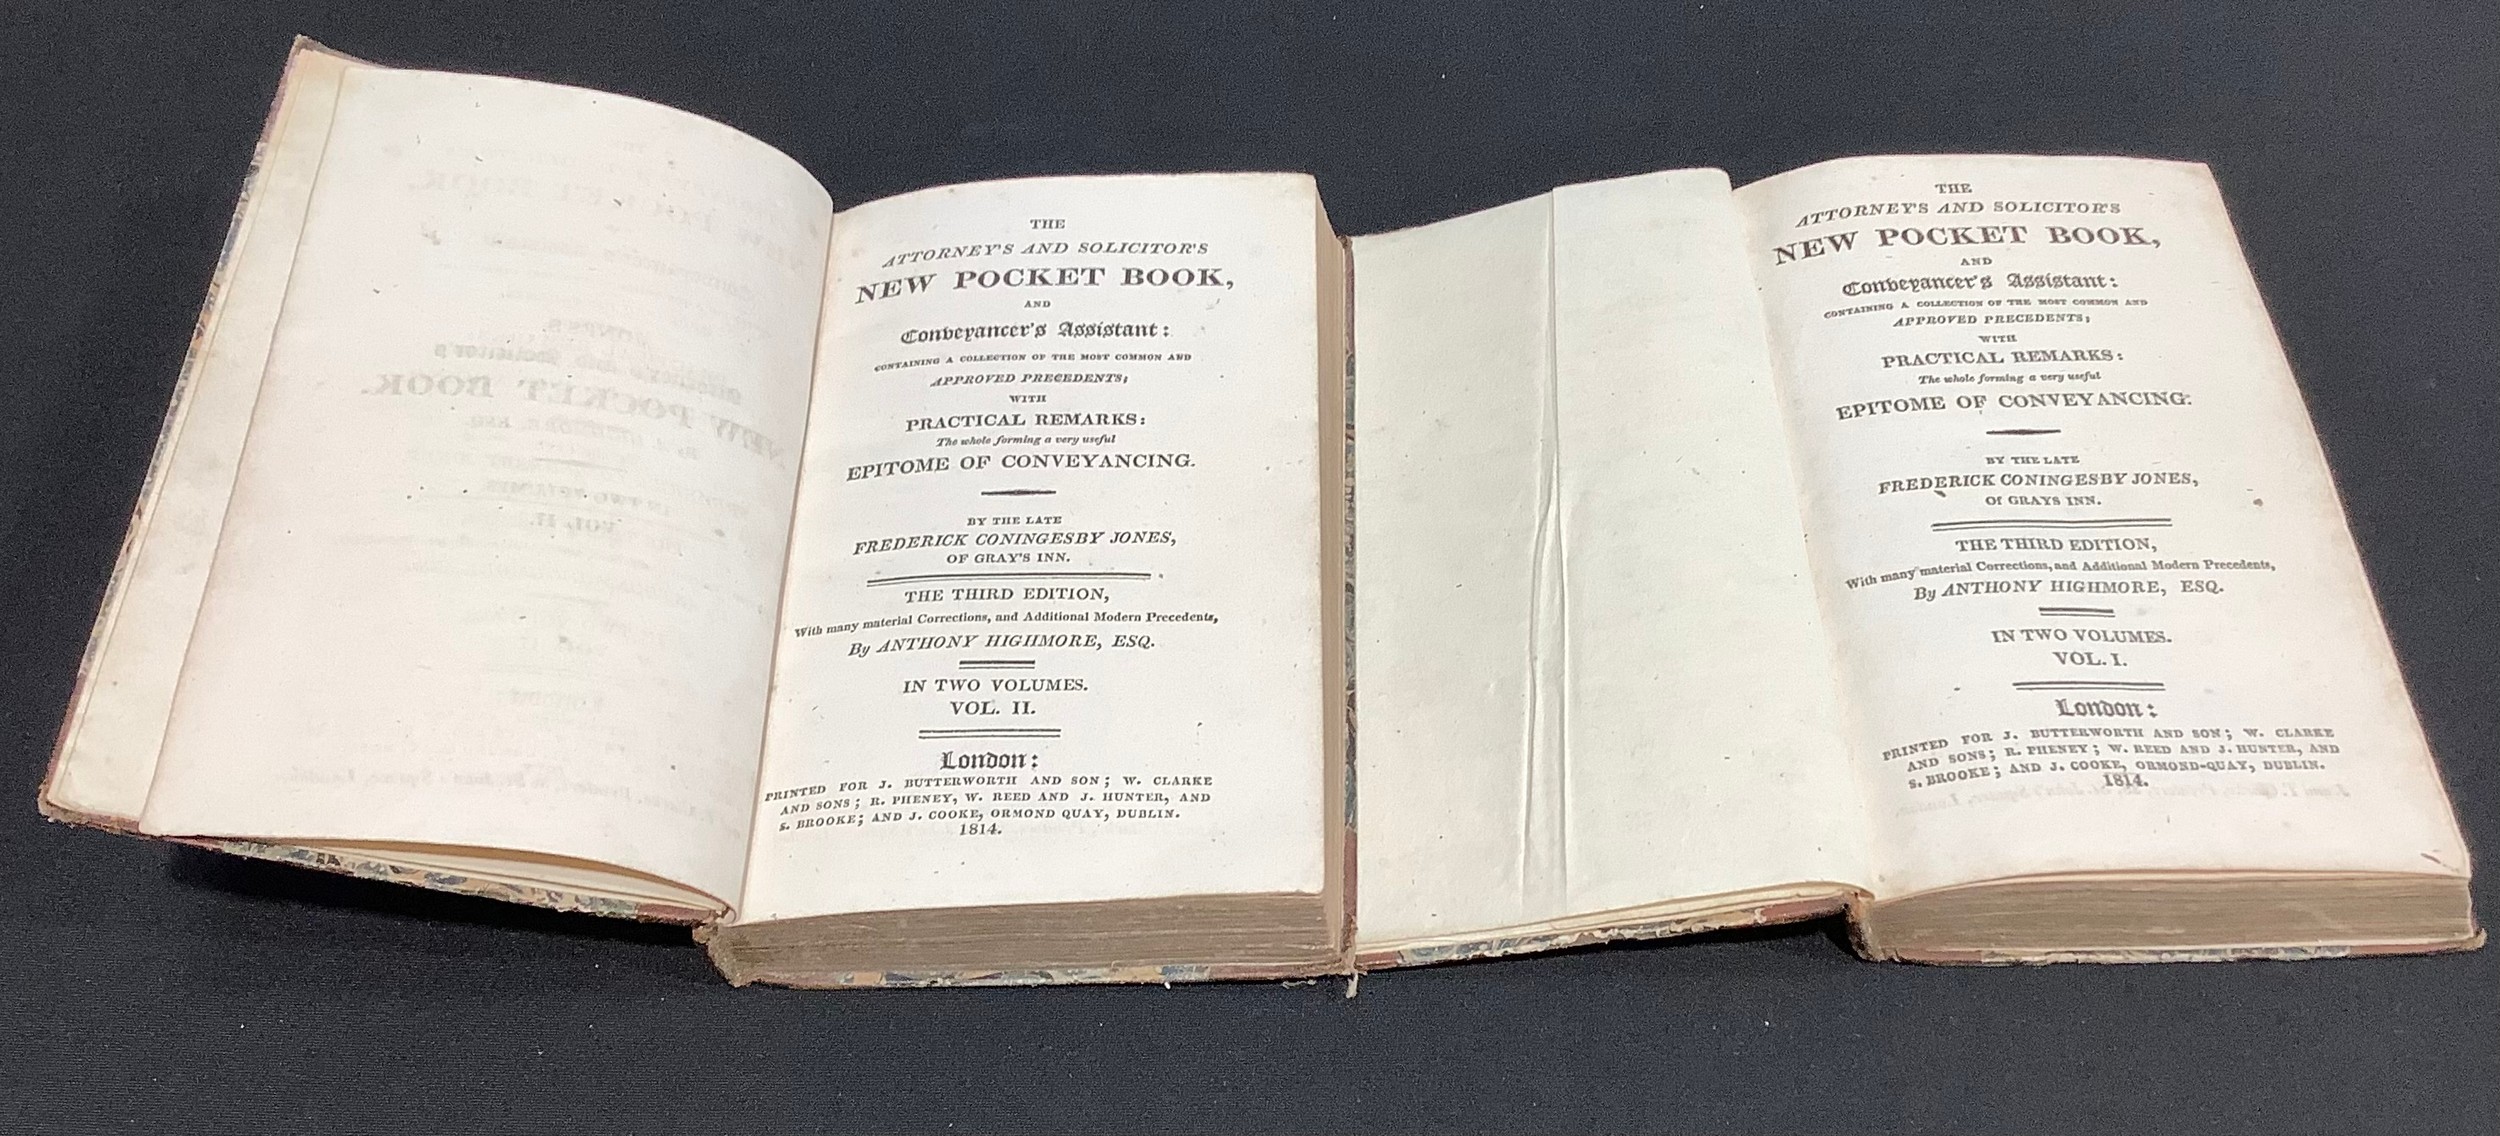 THE
ATTORNEY'S AND SOLICITOR'S
NEW POCKET BOOK,
AND
Conveyancer's Assistant:
CONTAINING A COLLECTION OF THE MOST COMMON AND
APPROVED PRECEDENTS;
WITH
PRACTICAL REMARKS:
The whole forming a very useful
EPITOME OF CONVEYANCING.
BY THE LATE
FREDERICK CONINGESBY JONES,
OF GRAY'S INN.
THE THIRD EDITION,
With many material Corrections, and Additional Modern Precedents,
By ANTHONY HIGHMORE, ESQ.
IN TWO VOLUMES.
VOL. II.
London:
PRINTED FOR J. BUTTERWORTH AND SON; W. CLARKE
AND SONS; R. PHENEY, W. REED AND J. HUNTER, AND
S. BROOKE; AND J. COOKE, ORMOND QUAY, DUBLIN.
1814.
THE
ATTORNEY'S AND SOLICITOR'S
NEW POCKET BOOK,
AND
Conveyancer's Assistant:
CONTAINING A COLLECTION OF THE MOST COMMON AND
APPROVED PRECEDENTS;
WITH
PRACTICAL REMARKS:
The whole forming a very useful
EPITOME OF CONVEYANCING.
BY THE LATE
FREDERICK CONINGESBY JONES,
Of GRAYS INN.
THE THIRD EDITION,
With many material Corrections, and Additional Modern Precedents,
By ANTHONY HIGHMORE, ESQ.
IN TWO VOLUMES.
VOL. I.
London:
PRINTED FOR J. BUTTERWORTH AND SON; W. CLARKE
AND SONS; R. PHENEY; W. REED AND J. HUNTER, AND
S. BROOKE; AND J. COOKE, ORMOND-QUAY, DUBLIN.
1814.